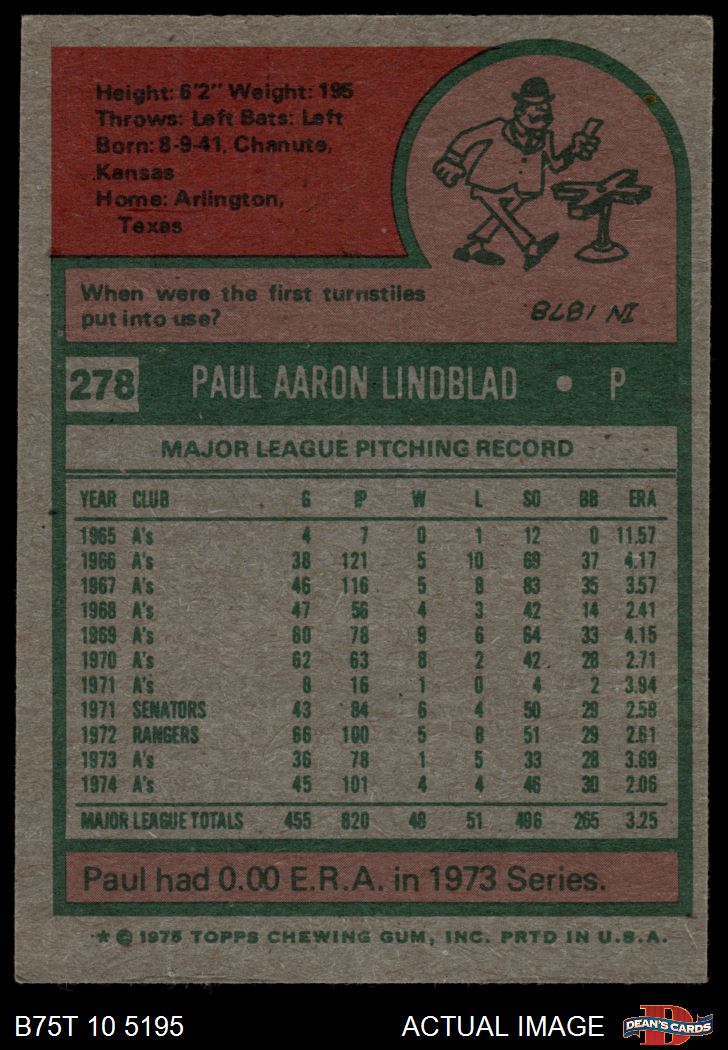 Height: 6'2" Weight: 195
Throws: Left Bats: Left
Born: 8-9-41, Chanute,
Kansas
Home: Arlington,
Texas
When were the first turnstiles
put into use?
IN 1878.
278 PAUL AARON LINDBLAD • P
MAJOR LEAGUE PITCHING RECORD
YEAR CLUB G IP W L SO BB ERA
1965 A's 4 7 0 1 12 0 11.57
1966 A's 38 121 5 10 69 37 4.17
1967 A's 46 116 5 8 83 35 3.57
1968 A's 47 56 4 3 42 14 2.41
1969 A's 60 78 9 6 64 33 4.15
1970 A's 62 63 8 2 42 28 2.71
1971 A's 8 16 1 0 4 2 3.94
1971 SENATORS 43 84 6 4 50 29 2.58
1972 RANGERS 66 100 5 8 51 29 2.61
1973 A's 36 78 1 5 33 28 3.69
1974 A's 45 101 4 4 46 30 2.06
MAJOR LEAGUE TOTALS 455 820 48 51 496 265 3.25
Paul had 0.00 E.R.A. in 1973 Series.
★ © 1975 TOPPS CHEWING GUM, INC. PRTD IN U.S.A.
B75T 10 5195 ACTUAL IMAGE D DEAN'S CARDS